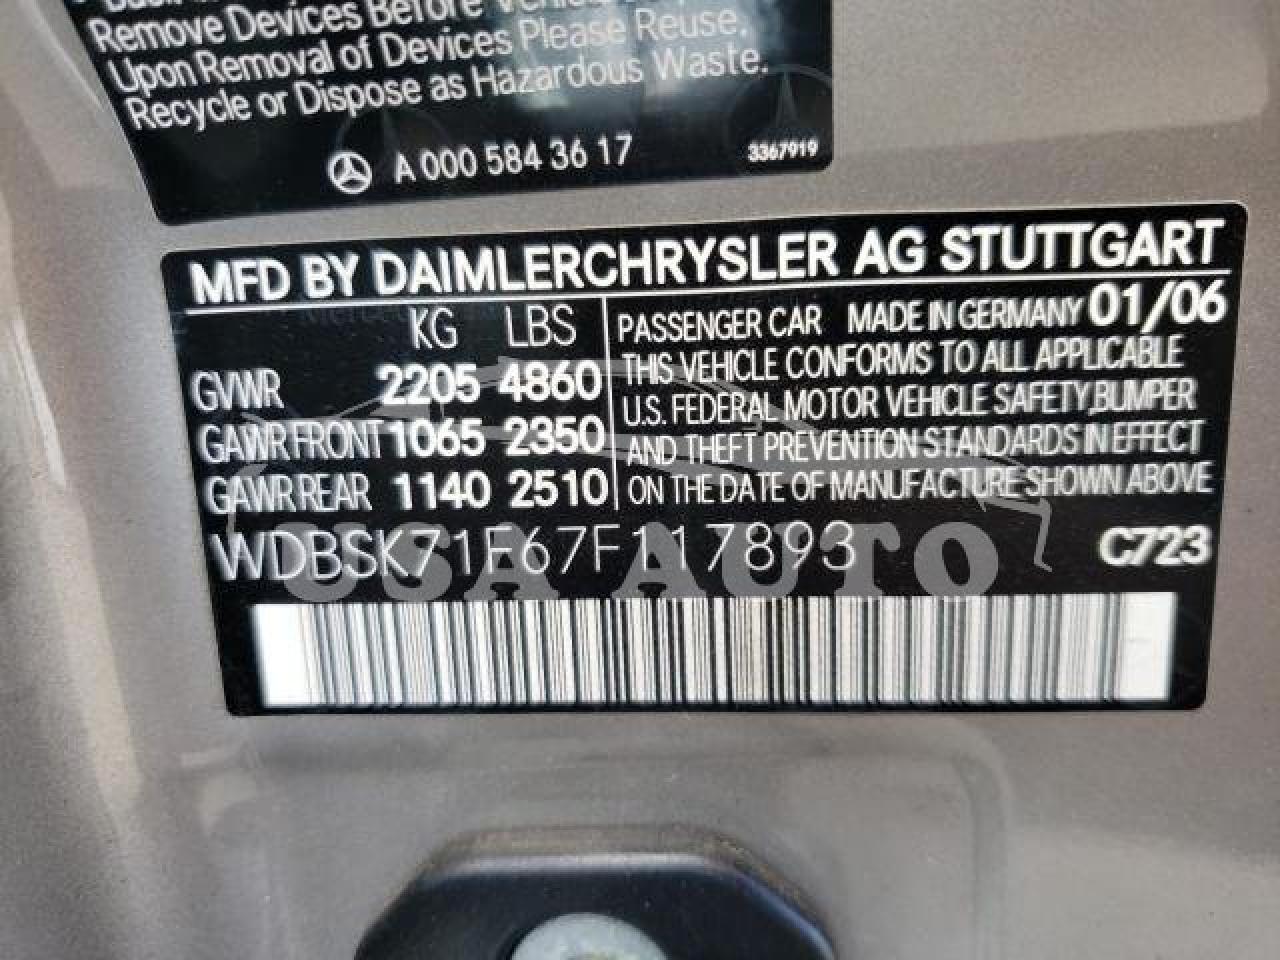 Remove Devices Before
Upon Removal of Devices Please Reuse,
Recycle or Dispose as Hazardous Waste.
A 000 584 36 17
3367919
MFD BY DAIMLERCHRYSLER AG STUTTGART
KG LBS
PASSENGER CAR MADE IN GERMANY 01/06
THIS VEHICLE CONFORMS TO ALL APPLICABLE
GVWR 2205 4860
U.S. FEDERAL MOTOR VEHICLE SAFETY,BUMPER
GAWR FRONT 1065 2350
AND THEFT PREVENTION STANDARDS IN EFFECT
GAWR REAR 1140 2510
ON THE DATE OF MANUFACTURE SHOWN ABOVE
WDBSK71F67F117893
C723
USA AUTO